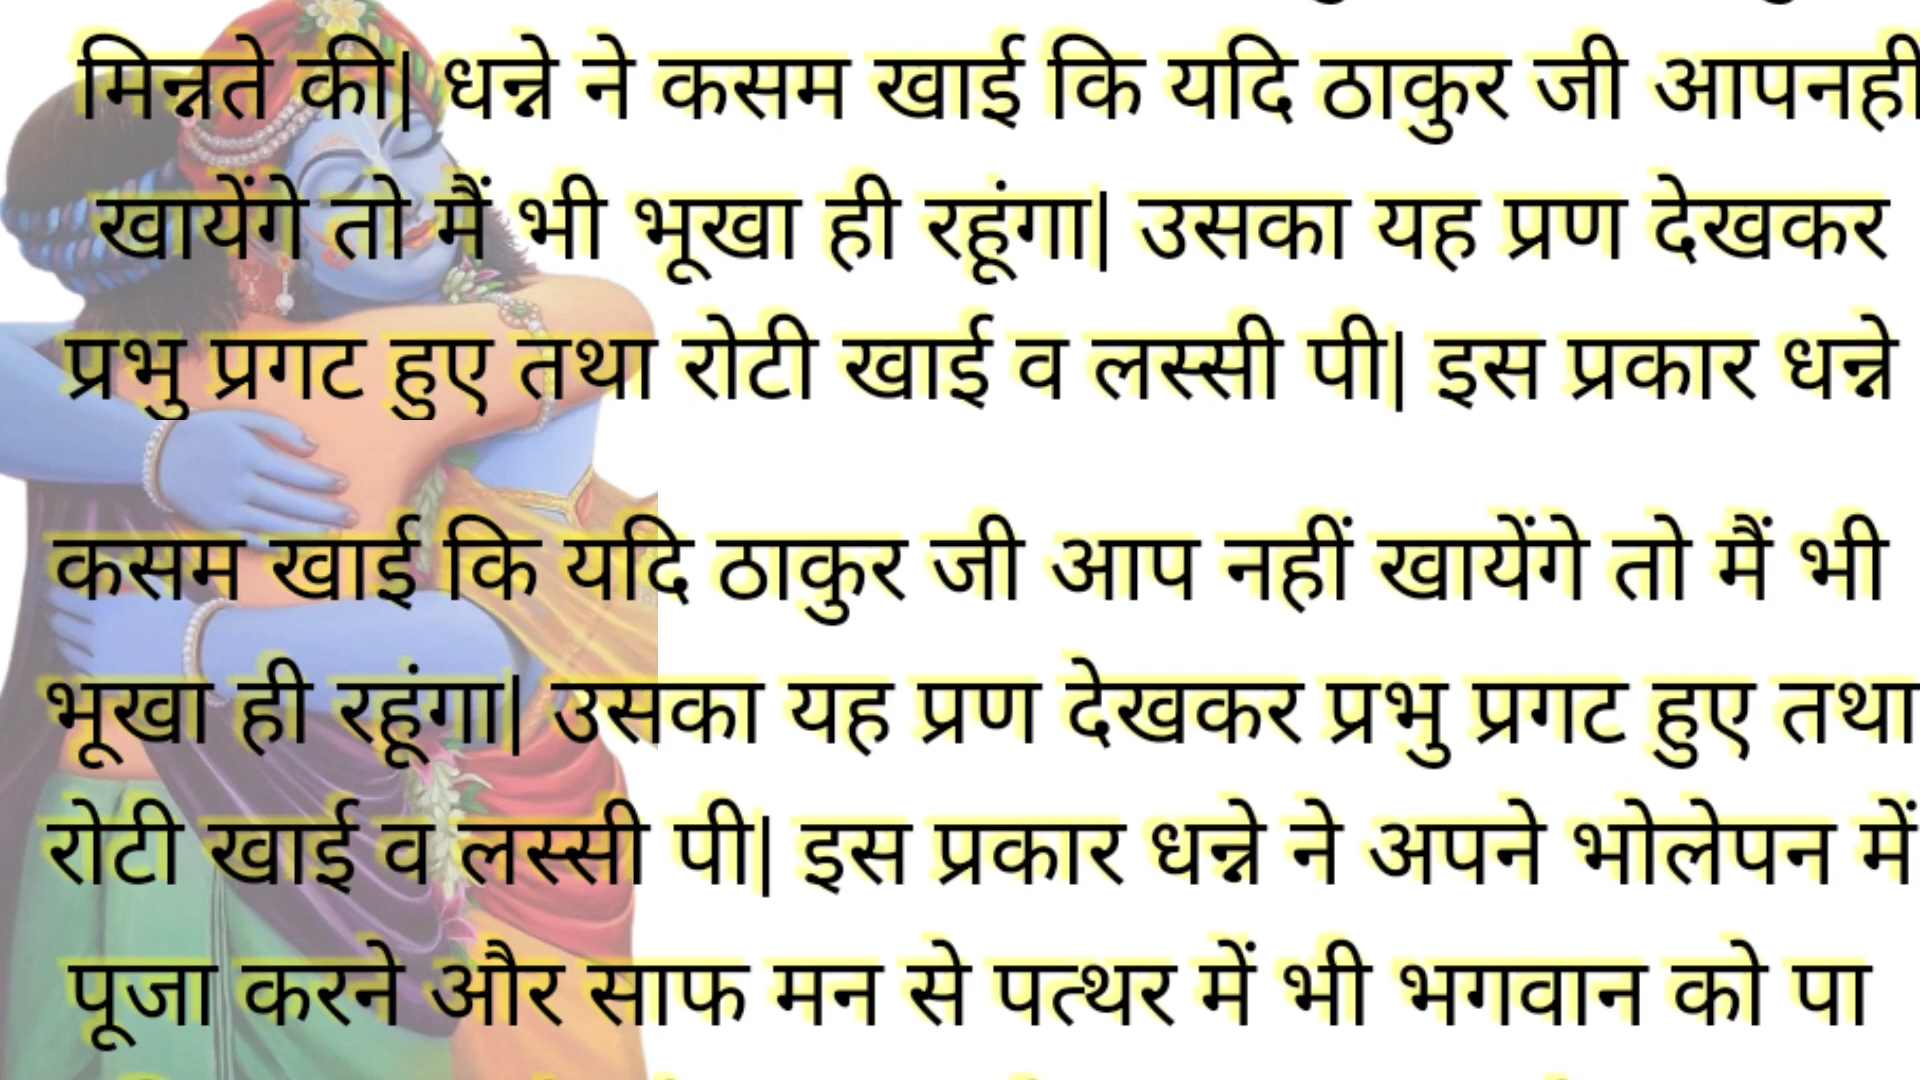 मिन्नते की| धन्ने ने कसम खाई कि यदि ठाकुर जी आपनही
खायेंगे तो मैं भी भूखा ही रहूंगा| उसका यह प्रण देखकर
प्रभु प्रगट हुए तथा रोटी खाई व लस्सी पी| इस प्रकार धन्ने
कसम खाई कि यदि ठाकुर जी आप नहीं खायेंगे तो मैं भी
भूखा ही रहूंगा| उसका यह प्रण देखकर प्रभु प्रगट हुए तथा
रोटी खाई व लस्सी पी| इस प्रकार धन्ने ने अपने भोलेपन में
पूजा करने और साफ मन से पत्थर में भी भगवान को पा